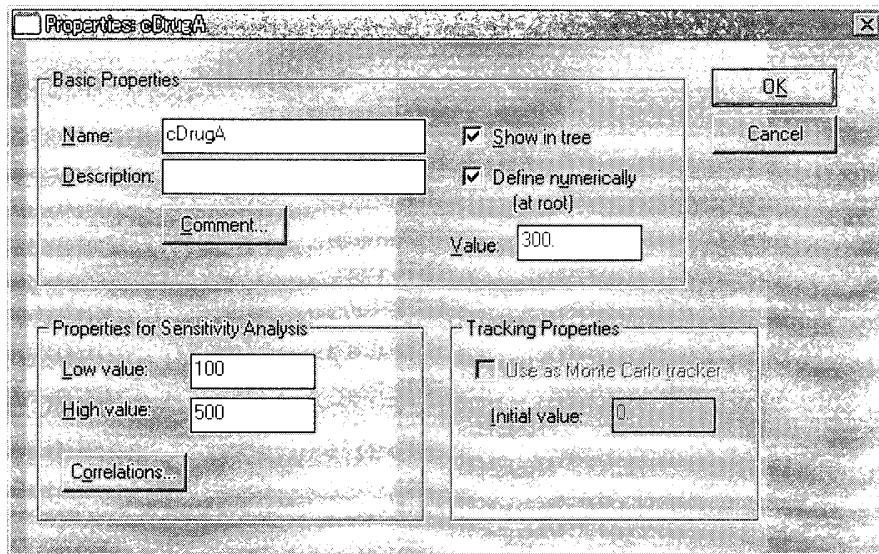 Properties: cDrugA
Basic Properties
Name: cDrugA
Description:
Comment...
Show in tree
Define numerically
(at root)
Value: 300.
OK
Cancel
Properties for Sensitivity Analysis
Low value: 100
High value: 500
Correlations...
Tracking Properties
Use as Monte Carlo tracker
Initial value: 0.